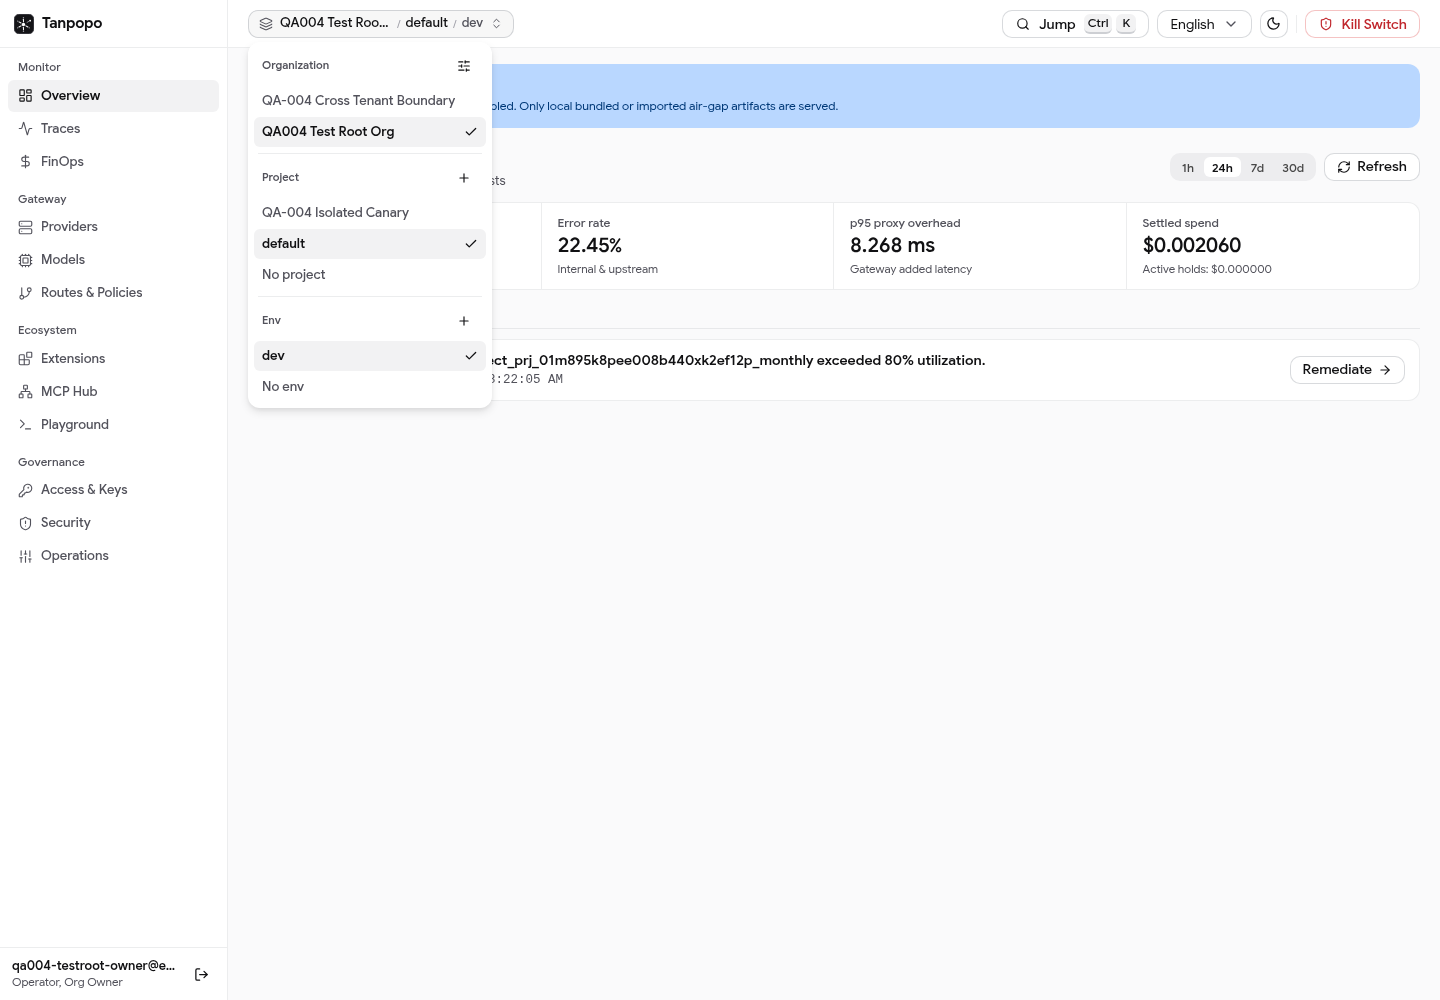 Tanpopo
QA004 Test Roo... / default / dev
Jump Ctrl K
English
Kill Switch
Monitor
Overview
Traces
FinOps
Gateway
Providers
Models
Routes & Policies
Ecosystem
Extensions
MCP Hub
Playground
Governance
Access & Keys
Security
Operations
qa004-testroot-owner@e...
Operator, Org Owner
Organization
QA-004 Cross Tenant Boundary
QA004 Test Root Org
Project
QA-004 Isolated Canary
default
No project
Env
dev
No env
Only local bundled or imported air-gap artifacts are served.
1h 24h 7d 30d
Refresh
Error rate
22.45%
Internal & upstream
p95 proxy overhead
8.268 ms
Gateway added latency
Settled spend
$0.002060
Active holds: $0.000000
ect_prj_01m895k8pee008b440xk2ef12p_monthly exceeded 80% utilization.
:22:05 AM
Remediate